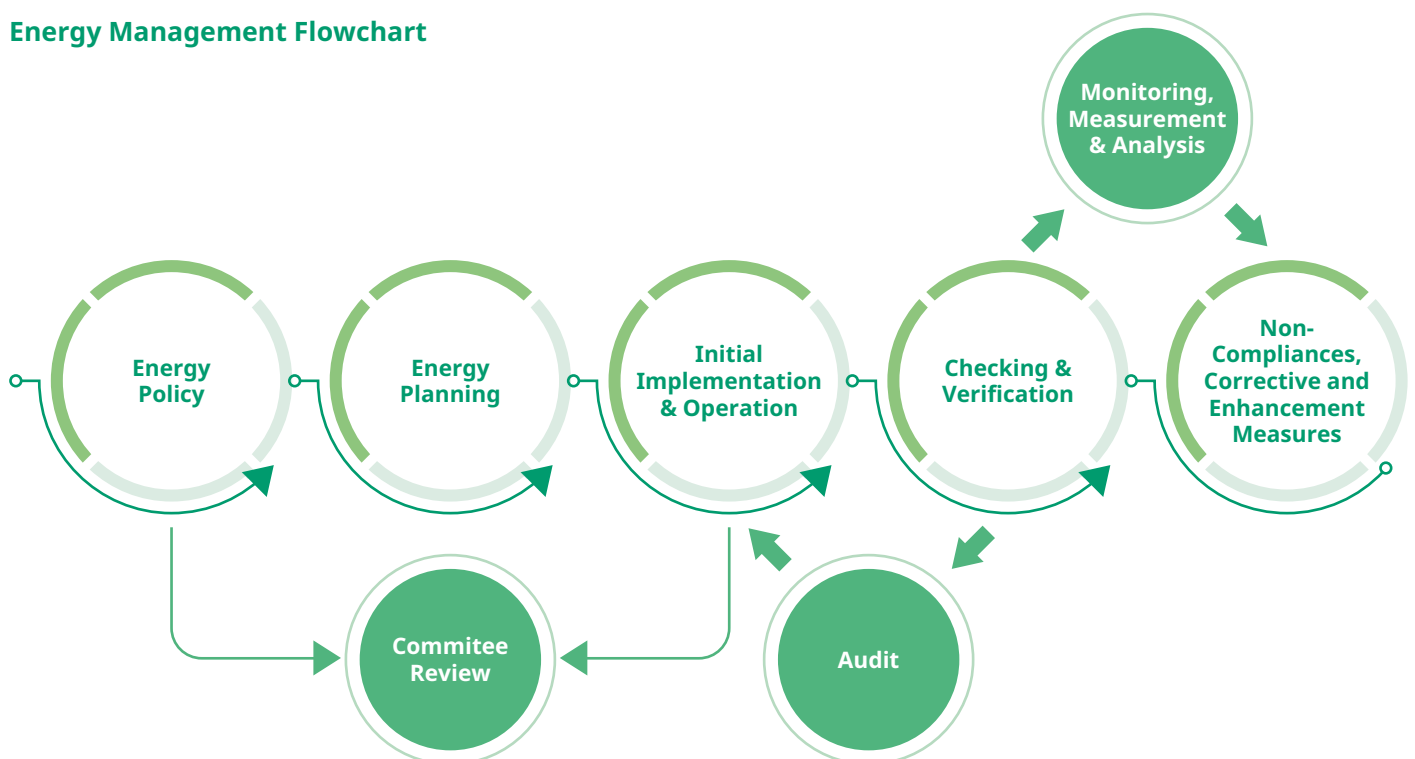 Energy Management Flowchart
Monitoring,
Measurement
& Analysis
Energy
Policy
Energy
Planning
Initial
Implementation
& Operation
Checking &
Verification
Non-
Compliances,
Corrective and
Enhancement
Measures
Commitee
Review
Audit